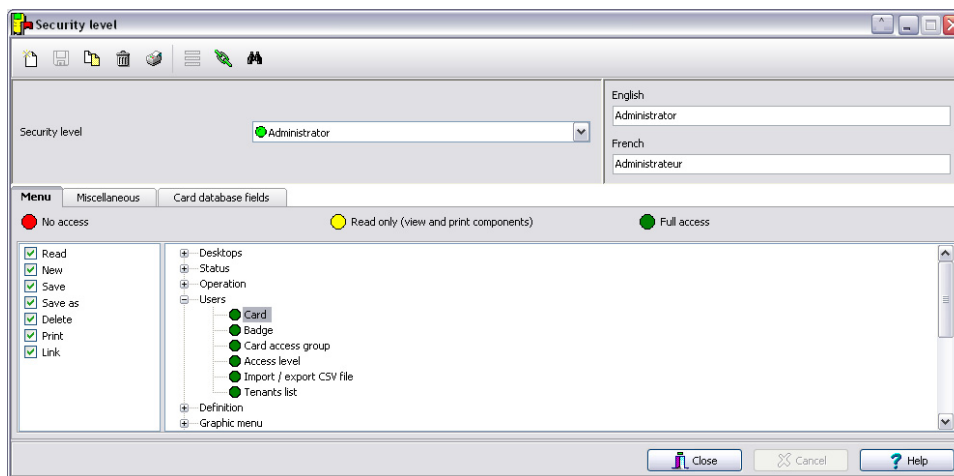 Security level
English
Administrator
Security level
Administrator
French
Administrateur
Menu
Miscellaneous
Card database fields
No access
Read only (view and print components)
Full access
Read
New
Save
Save as
Delete
Print
Link
Desktops
Status
Operation
Users
Card
Badge
Card access group
Access level
Import / export CSV file
Tenants list
Definition
Graphic menu
Close
Cancel
? Help